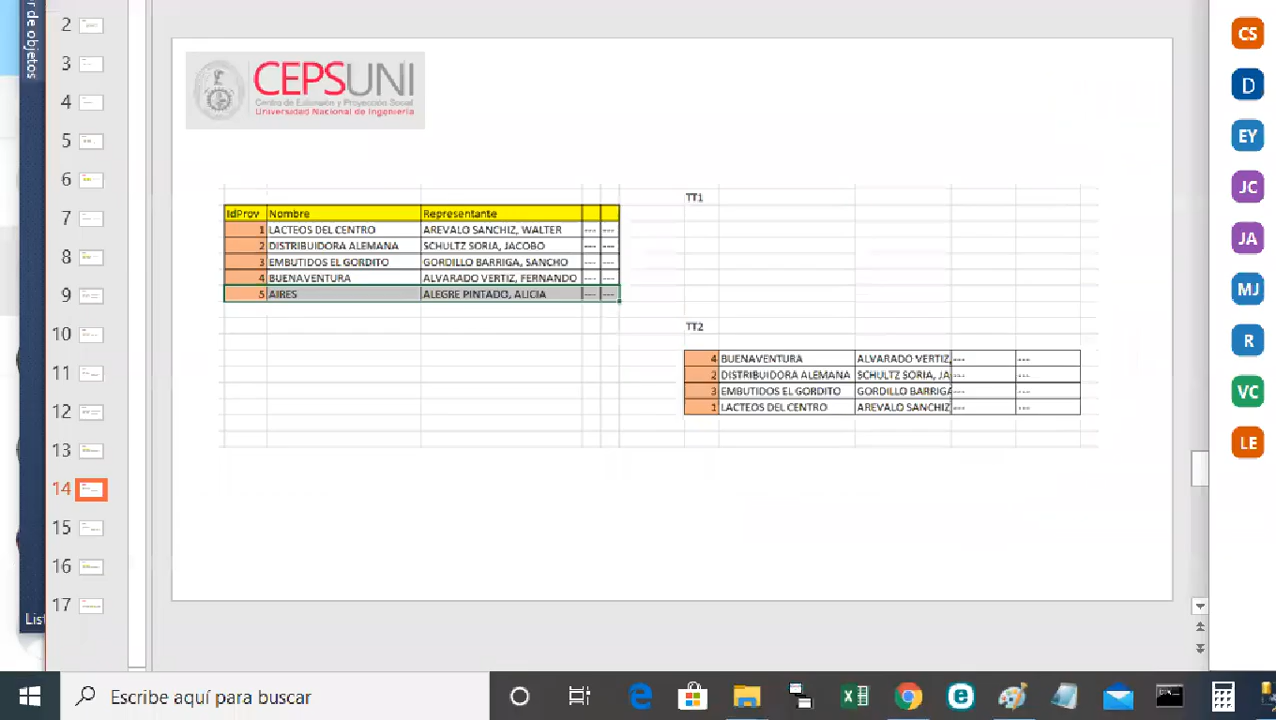 r de objetos
List
2
3
4
5
6
7
8
9
10
11
12
13
14
15
16
17
CEPSUNI
Centro de Extensión y Proyección Social
Universidad Nacional de Ingeniería
IdProv Nombre Representante
1 LACTEOS DEL CENTRO AREVALO SANCHIZ, WALTER --- ---
2 DISTRIBUIDORA ALEMANA SCHULTZ SORIA, JACOBO --- ---
3 EMBUTIDOS EL GORDITO GORDILLO BARRIGA, SANCHO --- ---
4 BUENAVENTURA ALVARADO VERTIZ, FERNANDO --- ---
5 AIRES ALEGRE PINTADO, ALICIA --- ---
TT1
TT2
4 BUENAVENTURA ALVARADO VERTIZ, --- ---
2 DISTRIBUIDORA ALEMANA SCHULTZ SORIA, JA --- ---
3 EMBUTIDOS EL GORDITO GORDILLO BARRIGA --- ---
1 LACTEOS DEL CENTRO AREVALO SANCHIZ --- ---
CS
D
EY
JC
JA
MJ
R
VC
LE
Escribe aquí para buscar